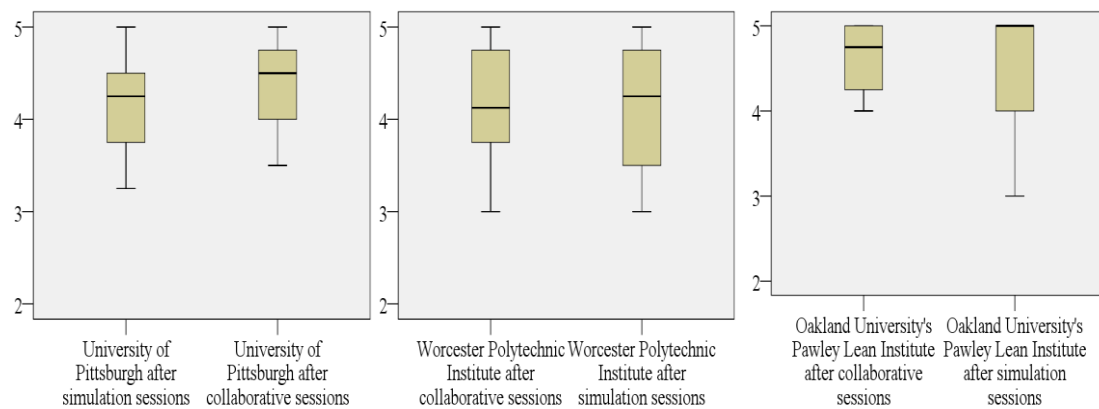 5
4
3
2
University of
Pittsburgh after
simulation sessions
University of
Pittsburgh after
collaborative sessions
5
4
3
2
Worcester Polytechnic
Institute after
collaborative sessions
Worcester Polytechnic
Institute after
simulation sessions
5
4
3
2
Oakland University's
Pawley Lean Institute
after collaborative
sessions
Oakland University's
Pawley Lean Institute
after simulation
sessions